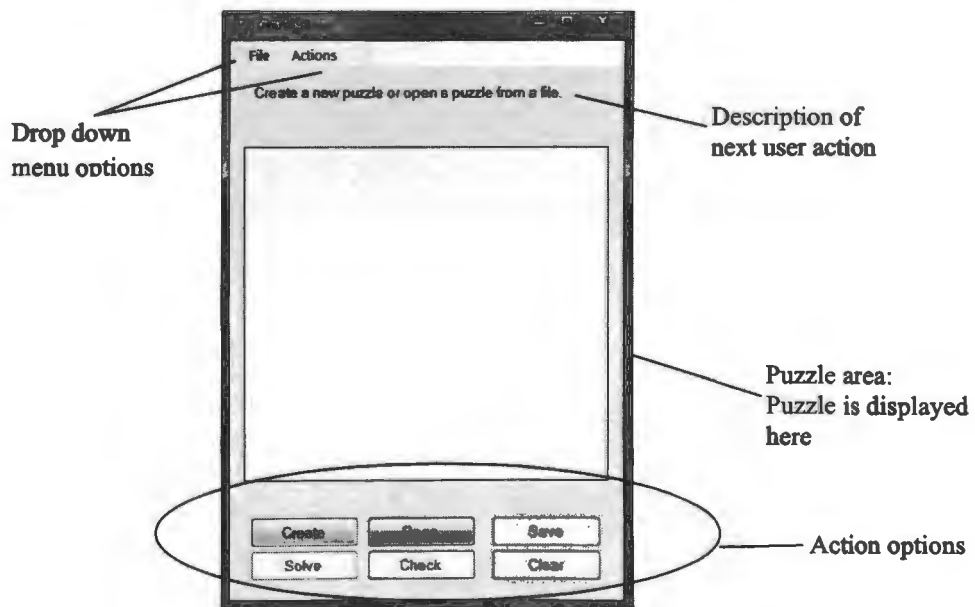 File Actions
Create a new puzzle or open a puzzle from a file.
Drop down
menu options
Description of
next user action
Puzzle area:
Puzzle is displayed
here
Create Save
Solve Check Clear
Action options